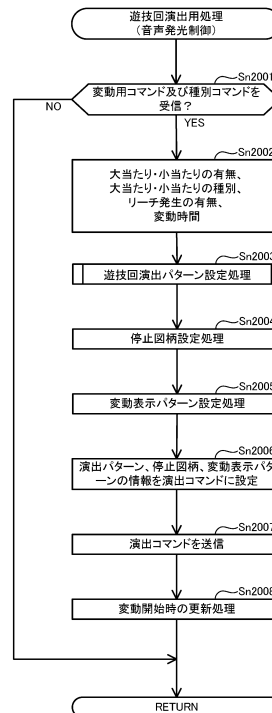 遊技回演出用処理
(音声発光制御)
Sn2001
変動用コマンド及び種別コマンドを
受信?
NO
YES
Sn2002
大当たり・小当たりの有無、
大当たり・小当たりの種別、
リーチ発生の有無、
変動時間
Sn2003
遊技回演出パターン設定処理
Sn2004
停止図柄設定処理
Sn2005
変動表示パターン設定処理
Sn2006
演出パターン、停止図柄、変動表示パタ
ーンの情報を演出コマンドに設定
Sn2007
演出コマンドを送信
Sn2008
変動開始時の更新処理
RETURN